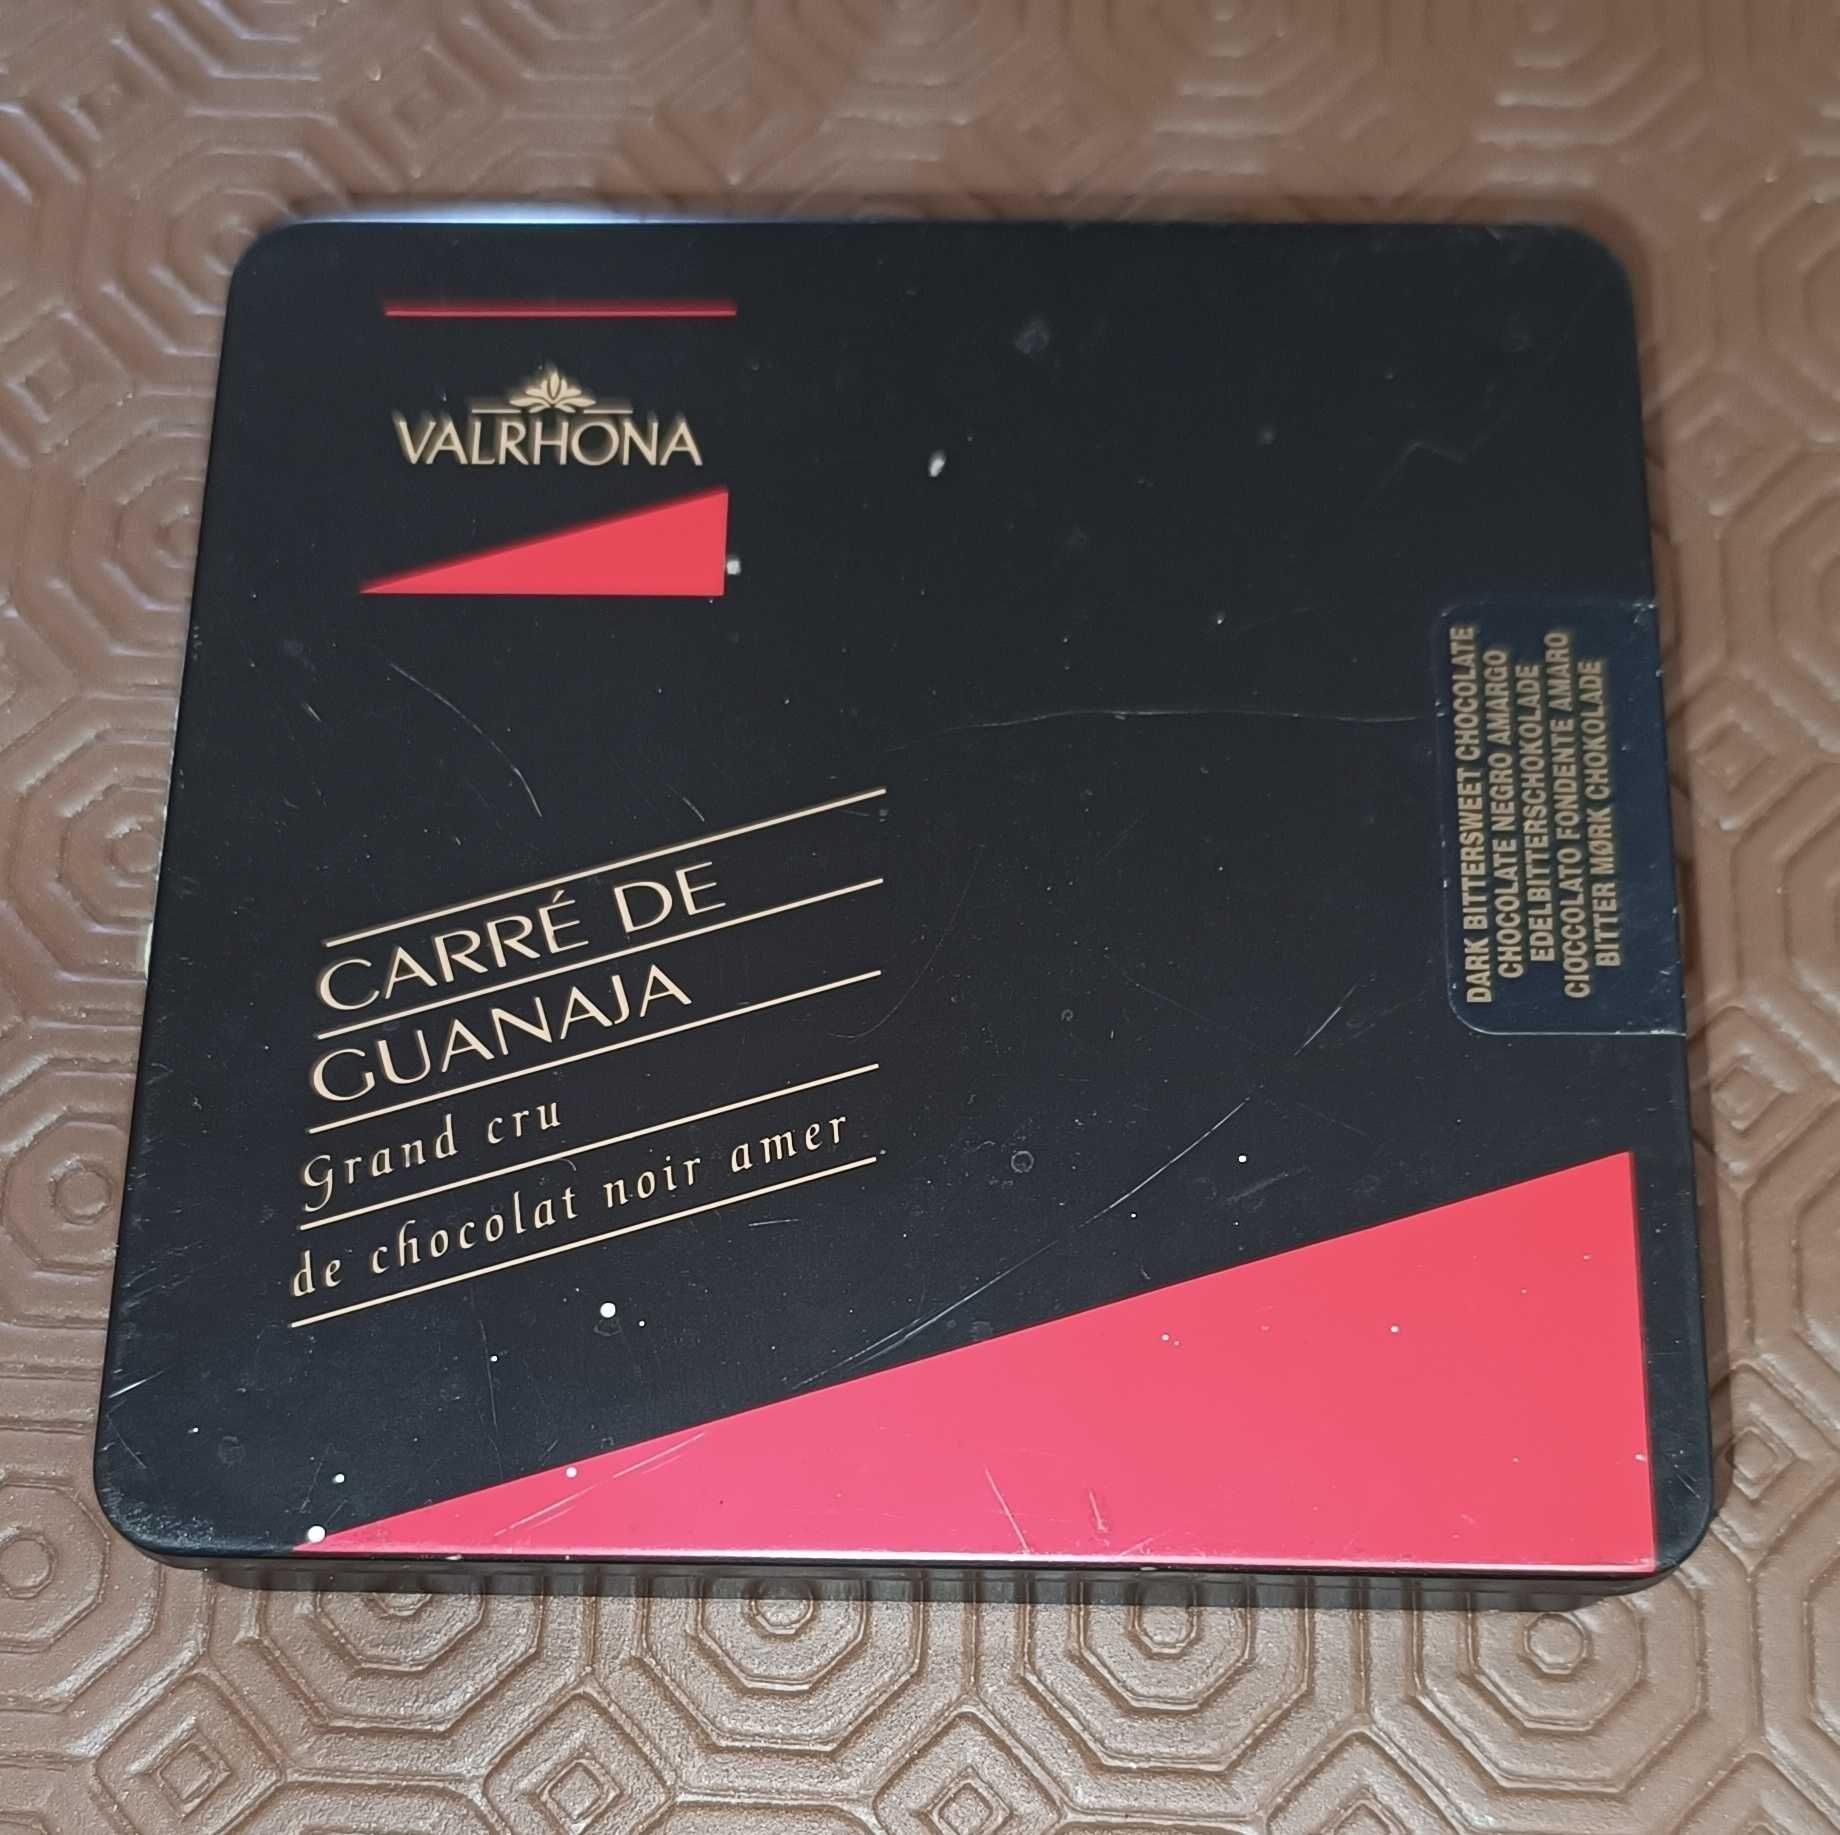 VALRHONA
CARRÉ DE
GUANAJA
Grand cru
de chocolat noir amer
DARK BITTERSWEET CHOCOLATE
CHOCOLATE NEGRO AMARGO
EDELBITTERSCHOKOLADE
CIOCCOLATO FONDENTE AMARO
BITTER MØRK CHOKOLADE